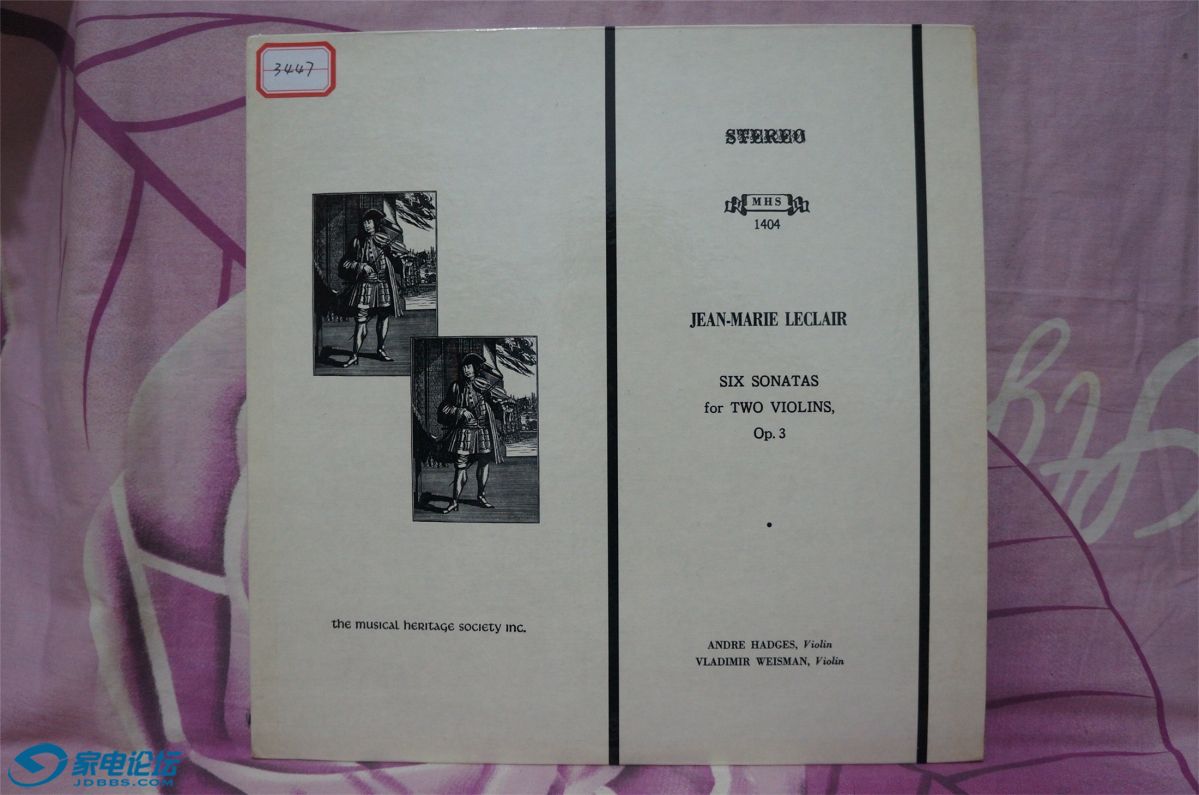 3447
STEREO
MHS
1404
JEAN-MARIE LECLAIR
SIX SONATAS
for TWO VIOLINS,
Op. 3
the musical heritage society inc.
ANDRE HADGES, Violin
VLADIMIR WEISMAN, Violin
家电论坛
JDBBS.COM